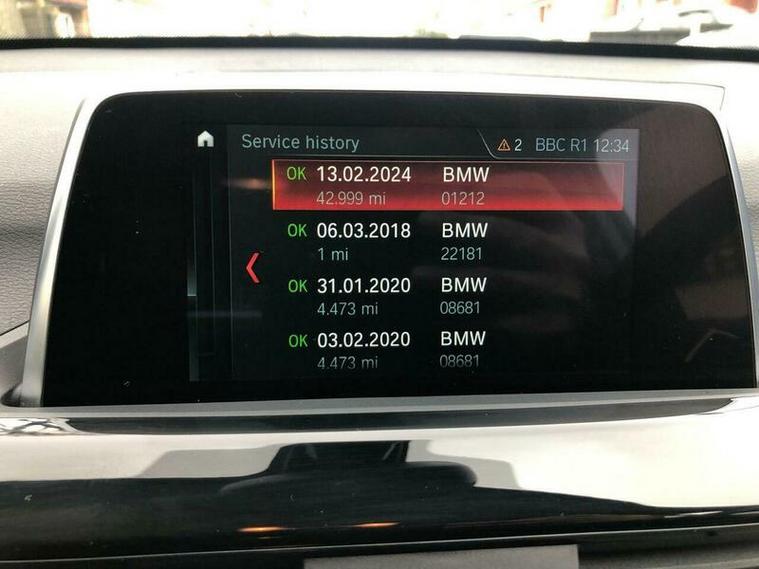 Service history 2 BBC R1 12:34
OK 13.02.2024 BMW
42.999 mi 01212
OK 06.03.2018 BMW
1 mi 22181
OK 31.01.2020 BMW
4.473 mi 08681
OK 03.02.2020 BMW
4.473 mi 08681